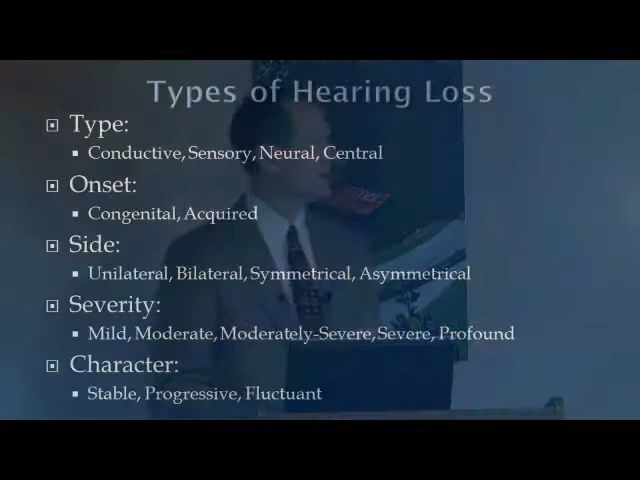 Types of Hearing Loss
Type:
Conductive, Sensory, Neural, Central
Onset:
Congenital, Acquired
Side:
Unilateral, Bilateral, Symmetrical, Asymmetrical
Severity:
Mild, Moderate, Moderately-Severe, Severe, Profound
Character:
Stable, Progressive, Fluctuant